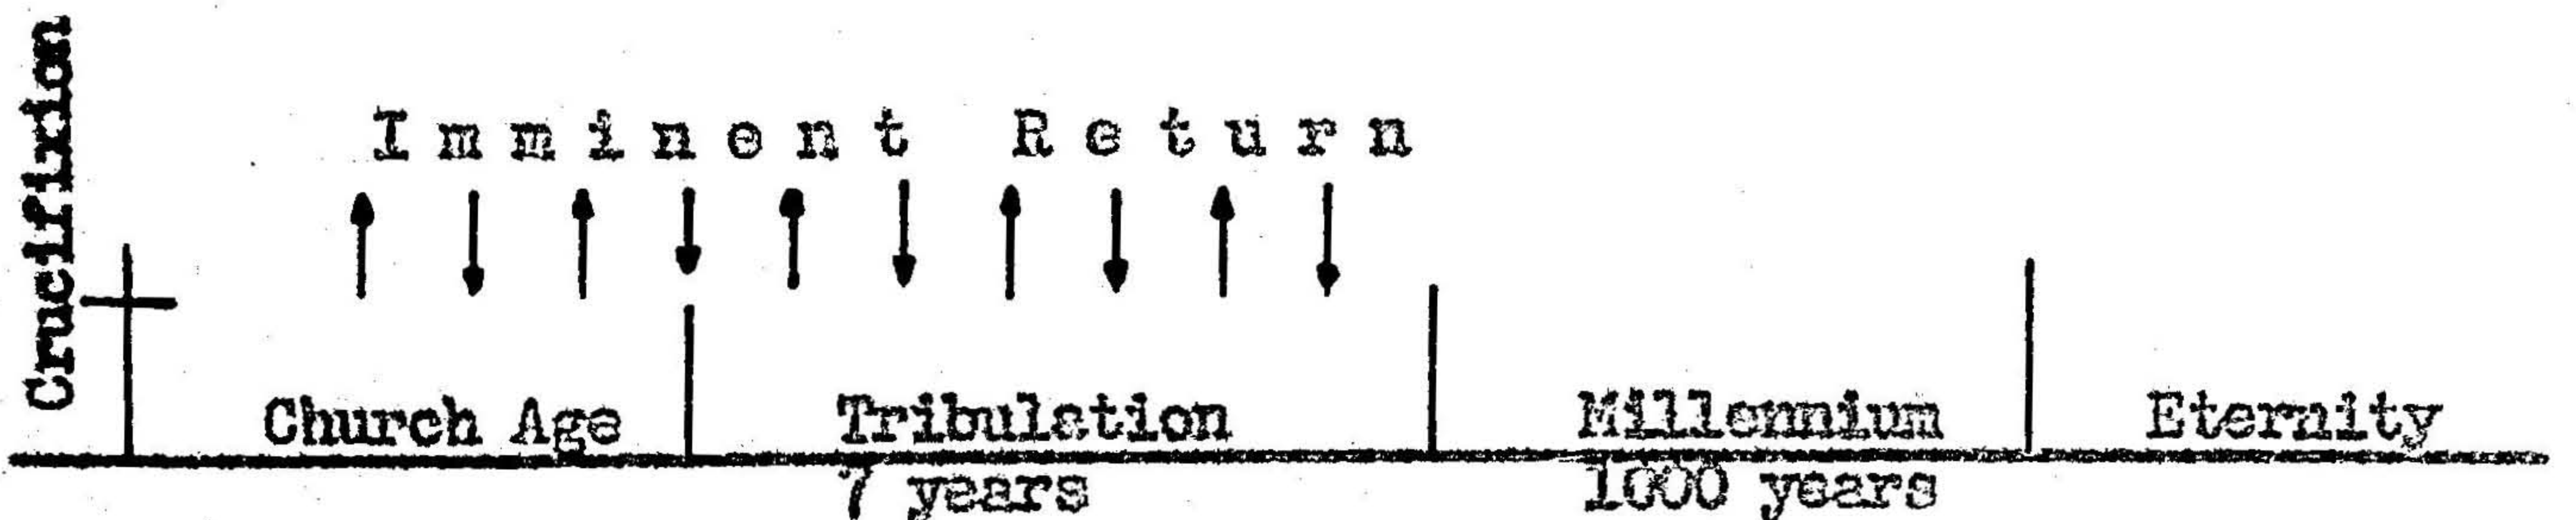 Crucifixion
Imminent Return
Church Age Tribulation Millennium Eternity
7 years 1000 years